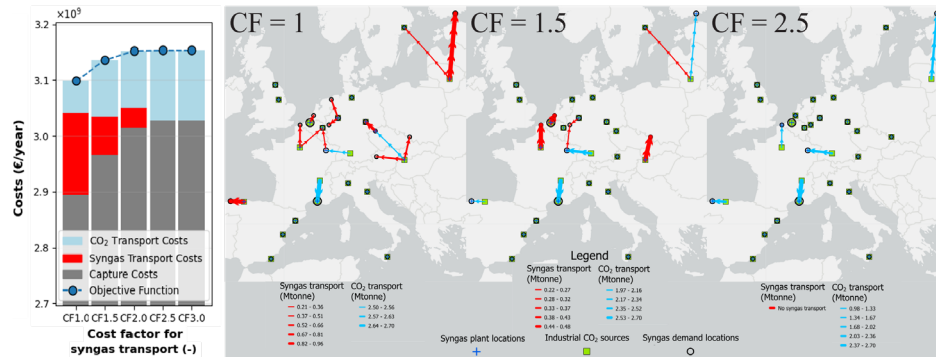 ×10⁹
3.2
3.1
3.0
2.9
2.8
2.7
Costs (€/year)
CO₂ Transport Costs
Syngas Transport Costs
Capture Costs
Objective Function
CF1.0 CF1.5 CF2.0 CF2.5 CF3.0
Cost factor for
syngas transport (-)
CF = 1
CF = 1.5
CF = 2.5
Syngas transport
(Mtonne)
0.21 - 0.36
0.37 - 0.51
0.52 - 0.66
0.67 - 0.81
0.82 - 0.96
CO₂ transport
(Mtonne)
2.50 - 2.56
2.57 - 2.63
2.64 - 2.70
Legend
Syngas transport
(Mtonne)
0.22 - 0.27
0.28 - 0.32
0.33 - 0.37
0.38 - 0.43
0.44 - 0.48
CO₂ transport
(Mtonne)
1.97 - 2.16
2.17 - 2.34
2.35 - 2.52
2.53 - 2.70
Syngas transport
(Mtonne)
No syngas transport
CO₂ transport
(Mtonne)
0.98 - 1.33
1.34 - 1.67
1.68 - 2.02
2.03 - 2.36
2.37 - 2.70
Syngas plant locations
Industrial CO₂ sources
Syngas demand locations